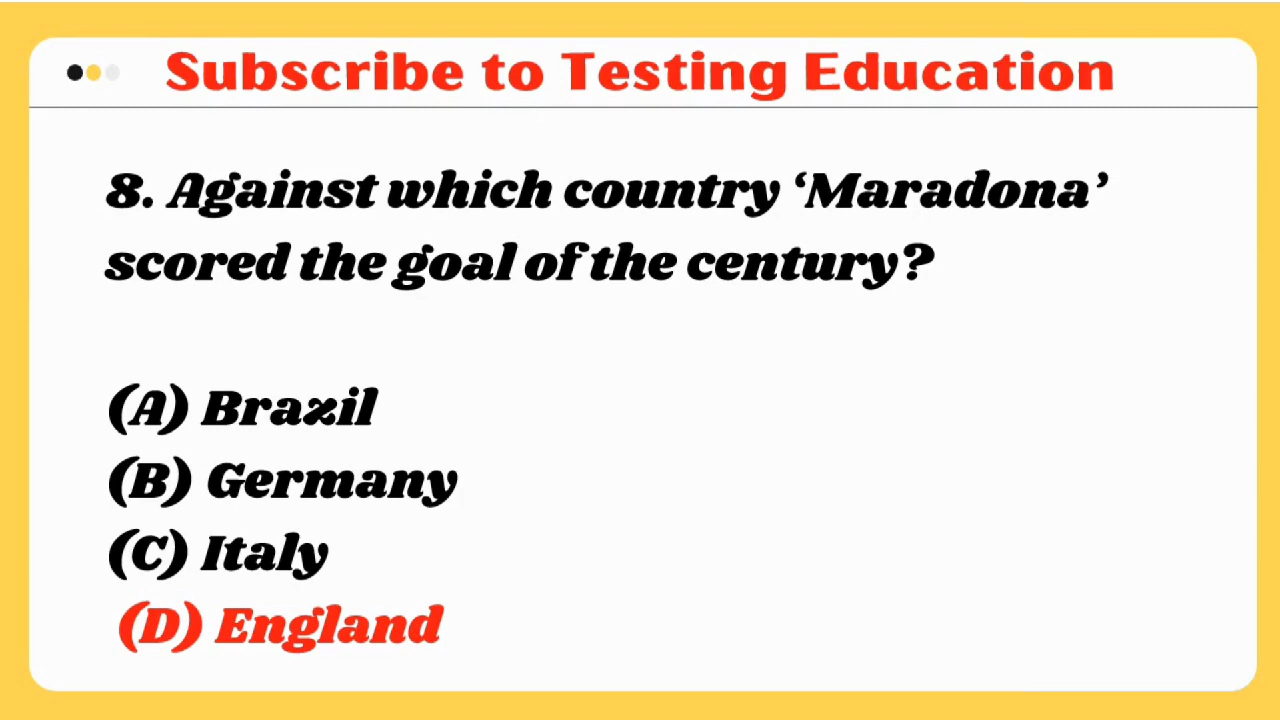 Subscribe to Testing Education
8. Against which country ‘Maradona’
scored the goal of the century?
(A) Brazil
(B) Germany
(C) Italy
(D) England